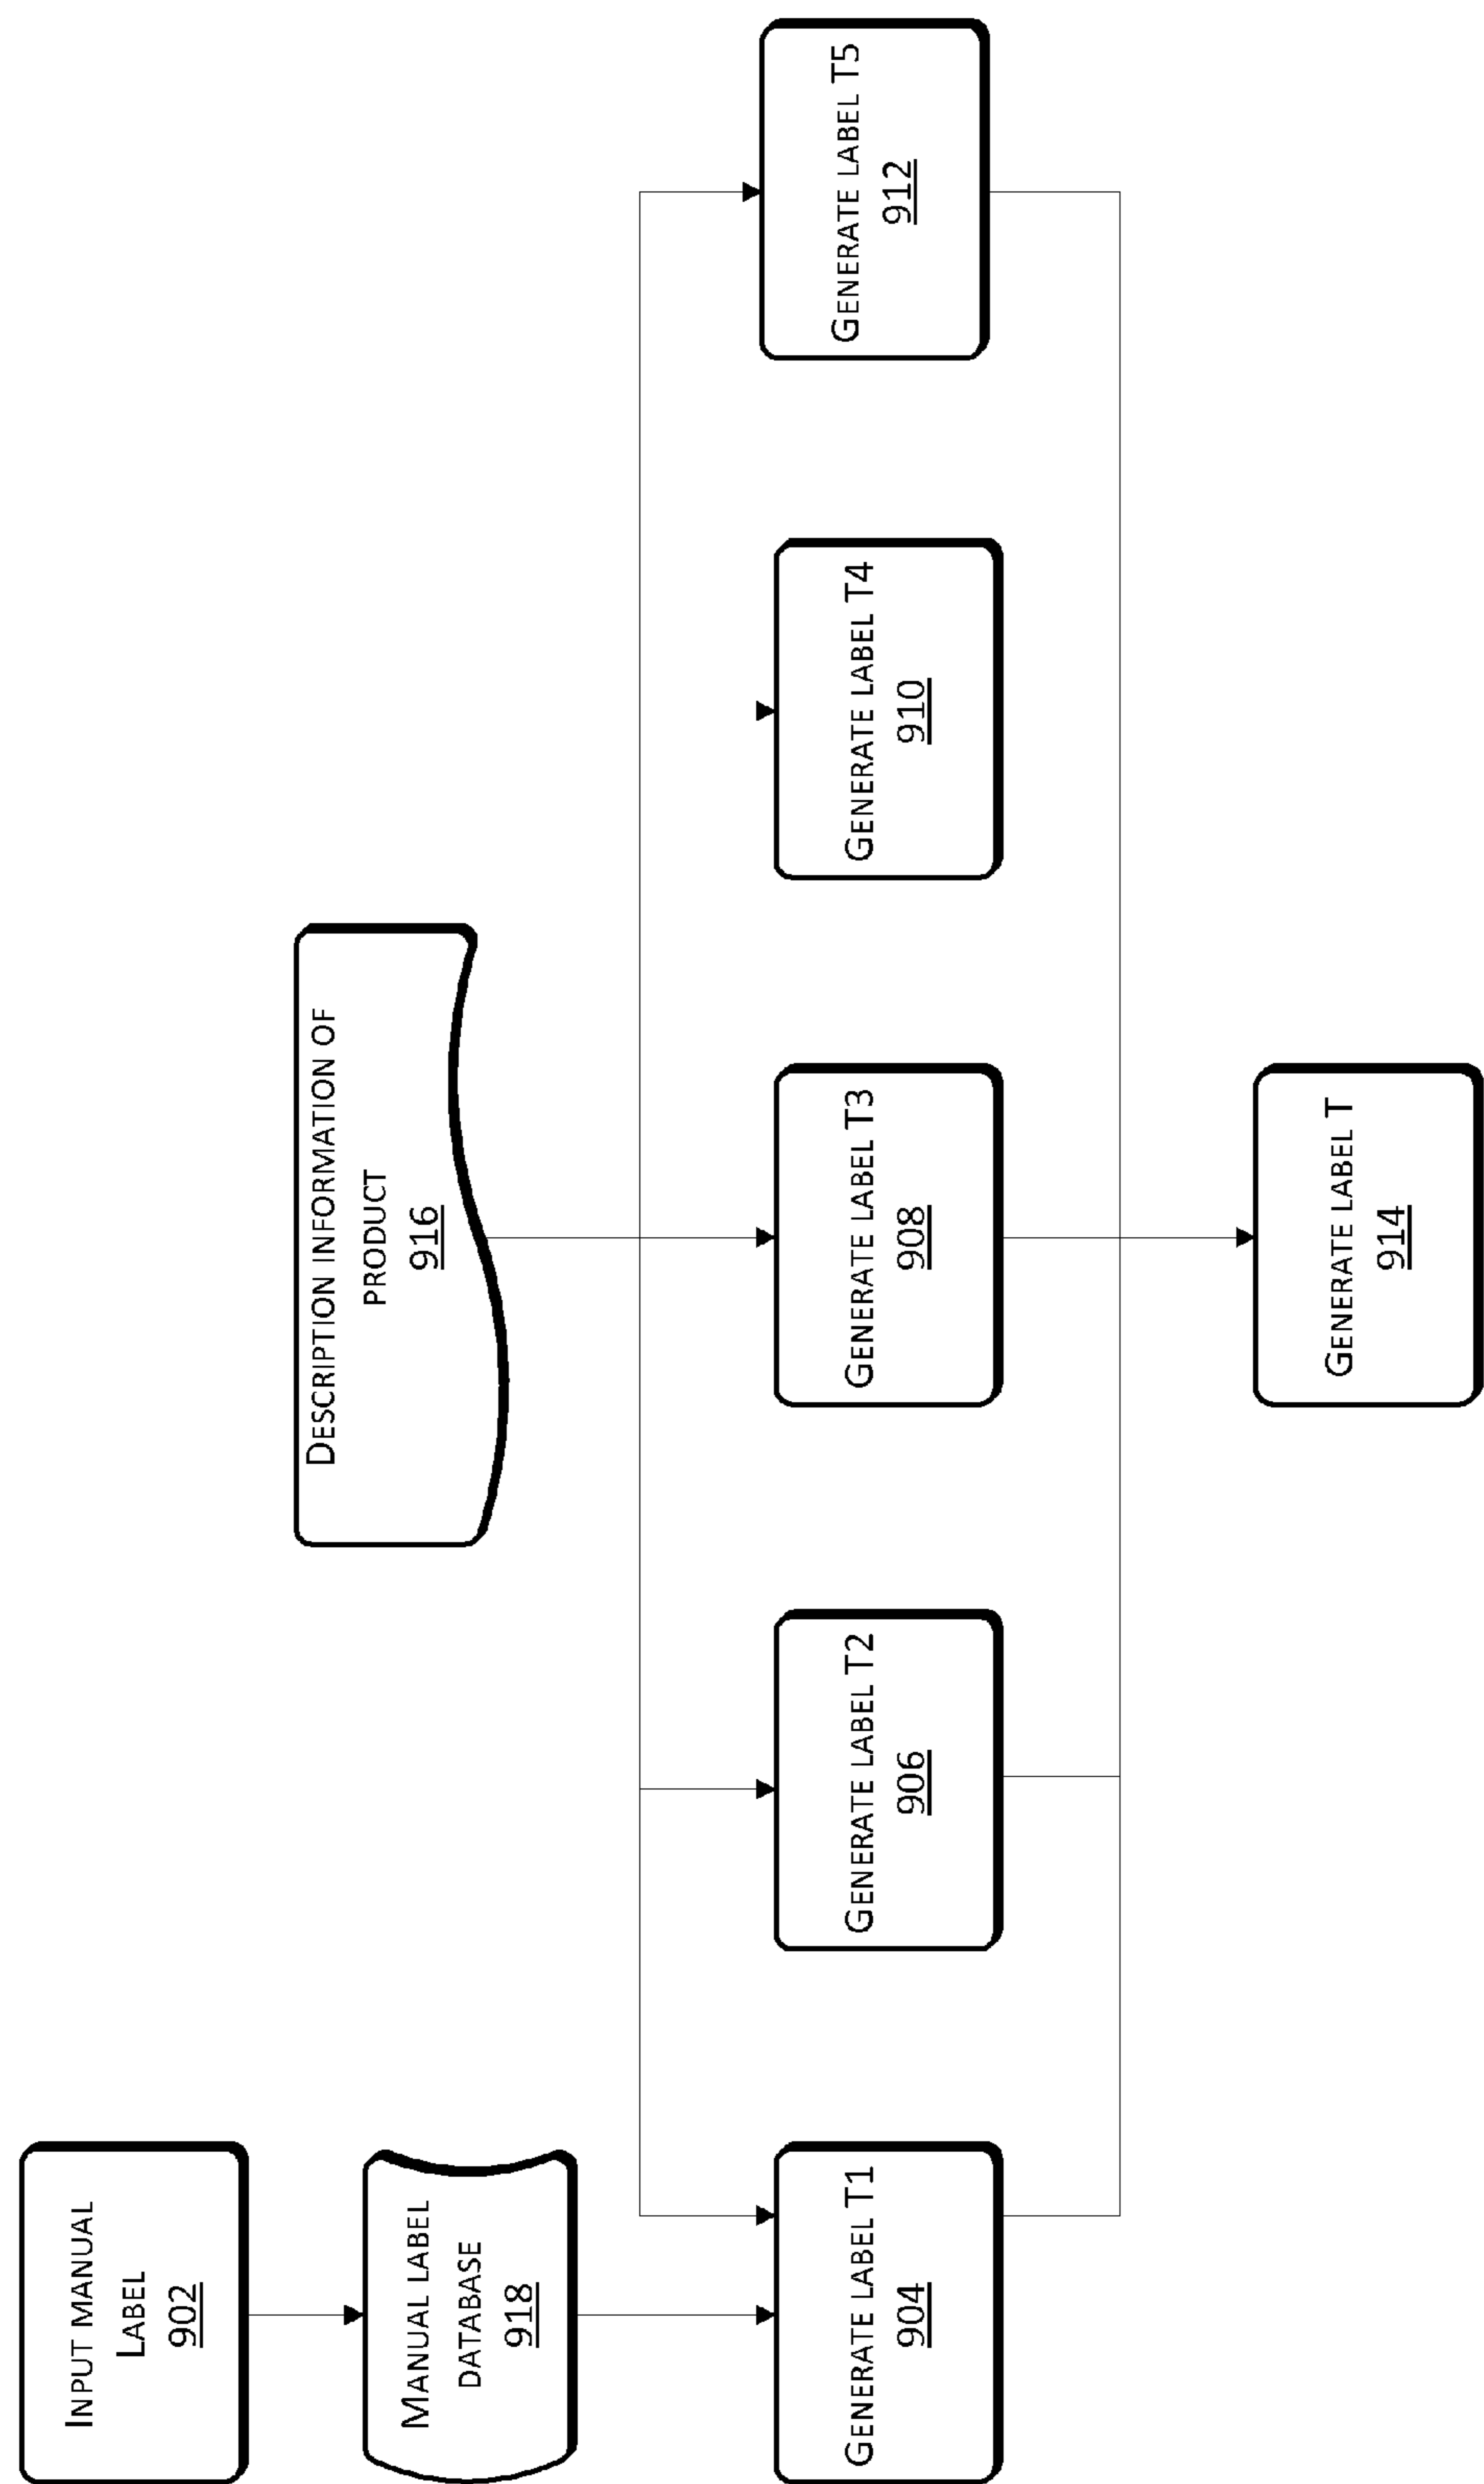 INPUT MANUAL
LABEL
902
MANUAL LABEL
DATABASE
918
DESCRIPTION INFORMATION OF
PRODUCT
916
GENERATE LABEL T1
904
GENERATE LABEL T2
906
GENERATE LABEL T3
908
GENERATE LABEL T4
910
GENERATE LABEL T5
912
GENERATE LABEL T
914